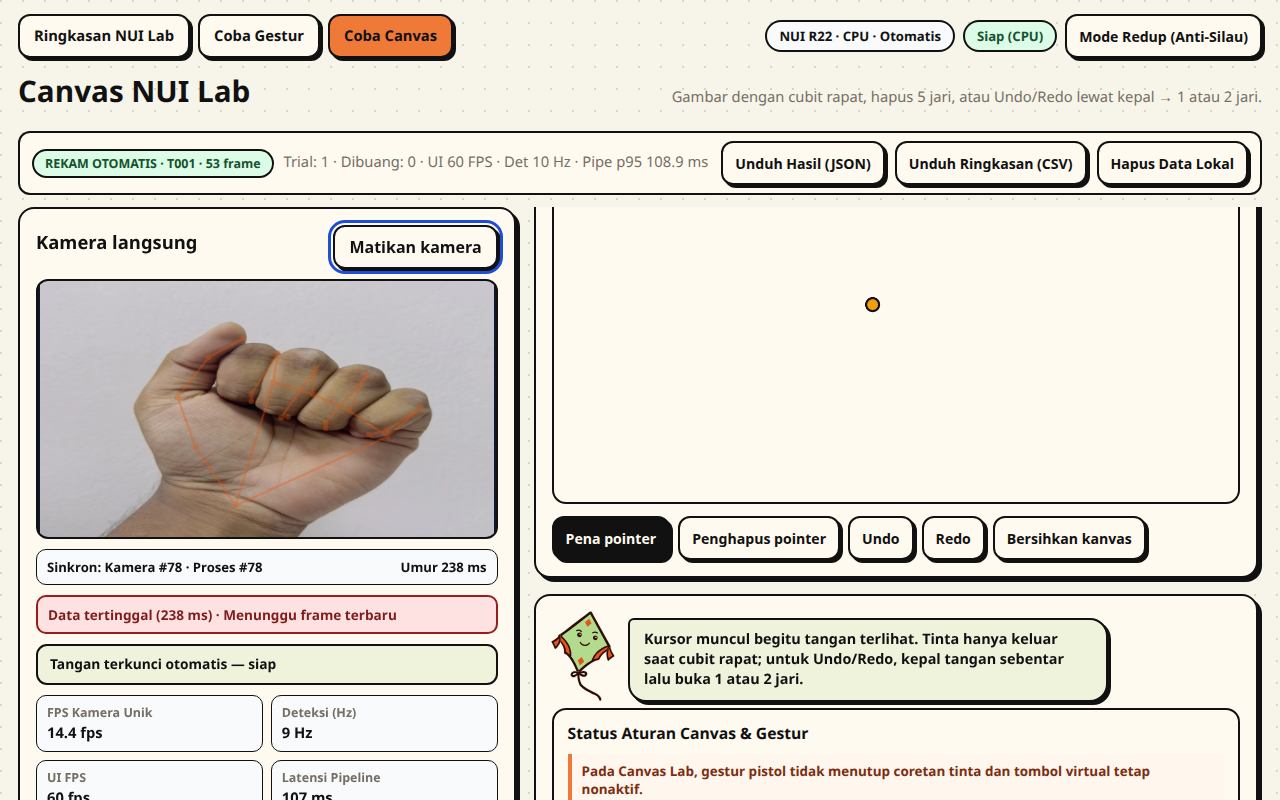 Ringkasan NUI Lab
Coba Gestur
Coba Canvas
NUI R22 · CPU · Otomatis
Siap (CPU)
Mode Redup (Anti-Silau)
Canvas NUI Lab
Gambar dengan cubit rapat, hapus 5 jari, atau Undo/Redo lewat kepal → 1 atau 2 jari.
REKAM OTOMATIS · T001 · 53 frame
Trial: 1 · Dibuang: 0 · UI 60 FPS · Det 10 Hz · Pipe p95 108.9 ms
Unduh Hasil (JSON)
Unduh Ringkasan (CSV)
Hapus Data Lokal
Kamera langsung
Matikan kamera
Sinkron: Kamera #78 · Proses #78
Umur 238 ms
Data tertinggal (238 ms) · Menunggu frame terbaru
Tangan terkunci otomatis — siap
FPS Kamera Unik
14.4 fps
Deteksi (Hz)
9 Hz
UI FPS
60 fps
Latensi Pipeline
107 ms
Pena pointer
Penghapus pointer
Undo
Redo
Bersihkan kanvas
Kursor muncul begitu tangan terlihat. Tinta hanya keluar
saat cubit rapat; untuk Undo/Redo, kepal tangan sebentar
lalu buka 1 atau 2 jari.
Status Aturan Canvas & Gestur
Pada Canvas Lab, gestur pistol tidak menutup coretan tinta dan tombol virtual tetap
nonaktif.